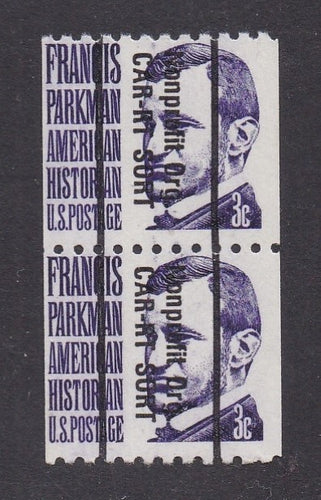 FRANCIS
PARKMAN
AMERICAN
HISTORIAN
U.S.POSTAGE
3c
Nonprofit Org.
CAR-RT SORT
FRANCIS
PARKMAN
AMERICAN
HISTORIAN
U.S.POSTAGE
3c
Nonprofit Org.
CAR-RT SORT